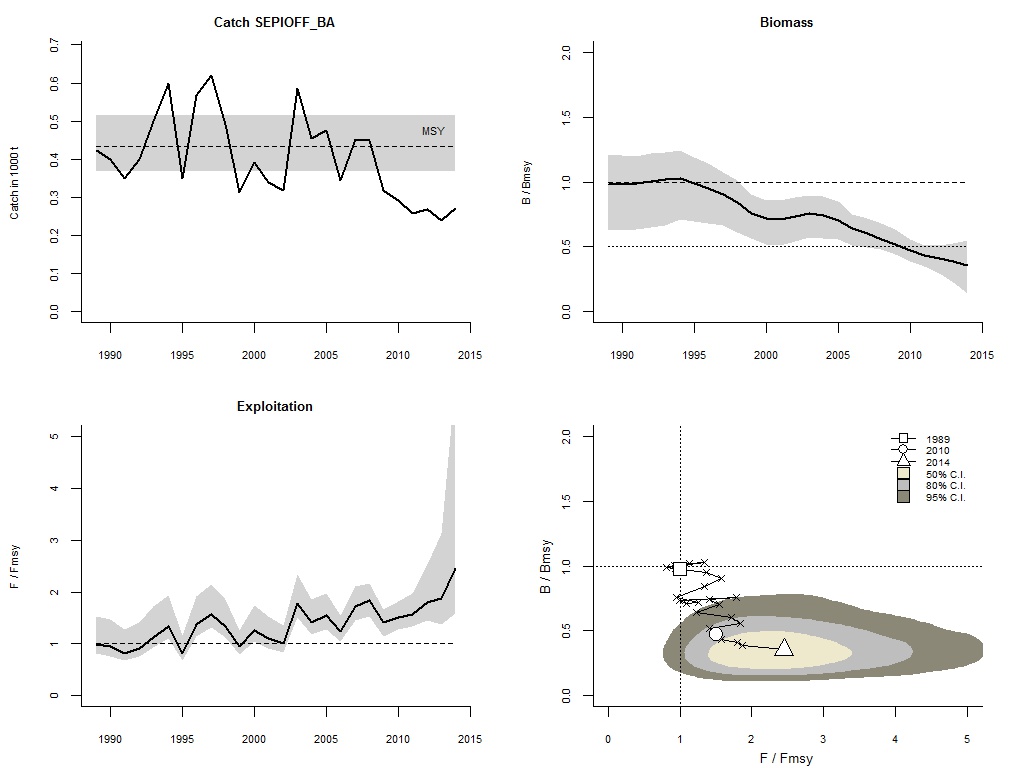 Catch SEPIOFF_BA
Catch in 1000 t
0.0 0.1 0.2 0.3 0.4 0.5 0.6 0.7
MSY
1990 1995 2000 2005 2010 2015
Biomass
B / Bmsy
0.0 0.5 1.0 1.5 2.0
1990 1995 2000 2005 2010 2015
Exploitation
F / Fmsy
0 1 2 3 4 5
1990 1995 2000 2005 2010 2015
B / Bmsy
0.0 0.5 1.0 1.5 2.0
1989
2010
2014
50% C.I.
80% C.I.
95% C.I.
0 1 2 3 4 5
F / Fmsy